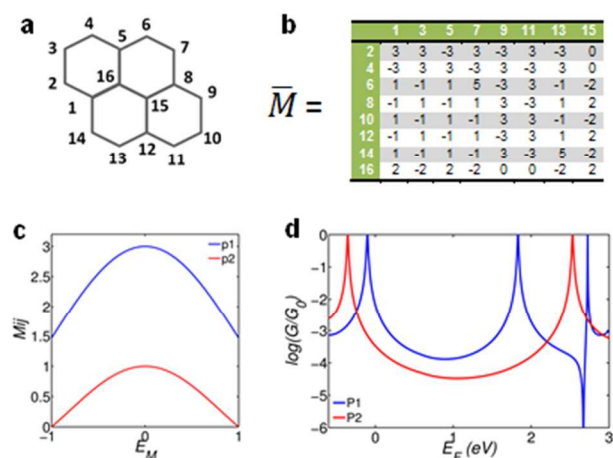 a
4
6
3
5
7
2
16
8
1
15
9
14
12
10
13
11
b
M =
1 3 5 7 9 11 13 15
2 3 3 -3 3 -3 3 -3 0
4 -3 3 3 -3 3 -3 3 0
6 1 -1 1 5 -3 3 -1 -2
8 -1 1 -1 1 3 -3 1 2
10 1 -1 1 -1 3 3 -1 -2
12 -1 1 -1 1 -3 3 1 2
14 1 -1 1 -1 3 -3 5 -2
16 2 -2 2 -2 0 0 -2 2
c
Mij
3
2.5
2
1.5
1
0.5
0
p1
p2
-1 0 1
E_M
d
log(G/G_0)
0
-1
-2
-3
-4
-5
-6
P1
P2
0 1 2 3
E_F (eV)